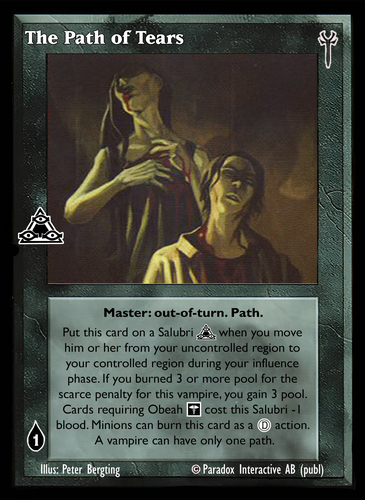 The Path of Tears
Master: out-of-turn. Path.
Put this card on a Salubri when you move
him or her from your uncontrolled region to
your controlled region during your influence
phase. If you burned 3 or more pool for the
scarce penalty for this vampire, you gain 3 pool.
Cards requiring Obeah cost this Salubri -1
blood. Minions can burn this card as a D action.
A vampire can have only one path.
1
Illus: Peter Bergting
© Paradox Interactive AB (publ)